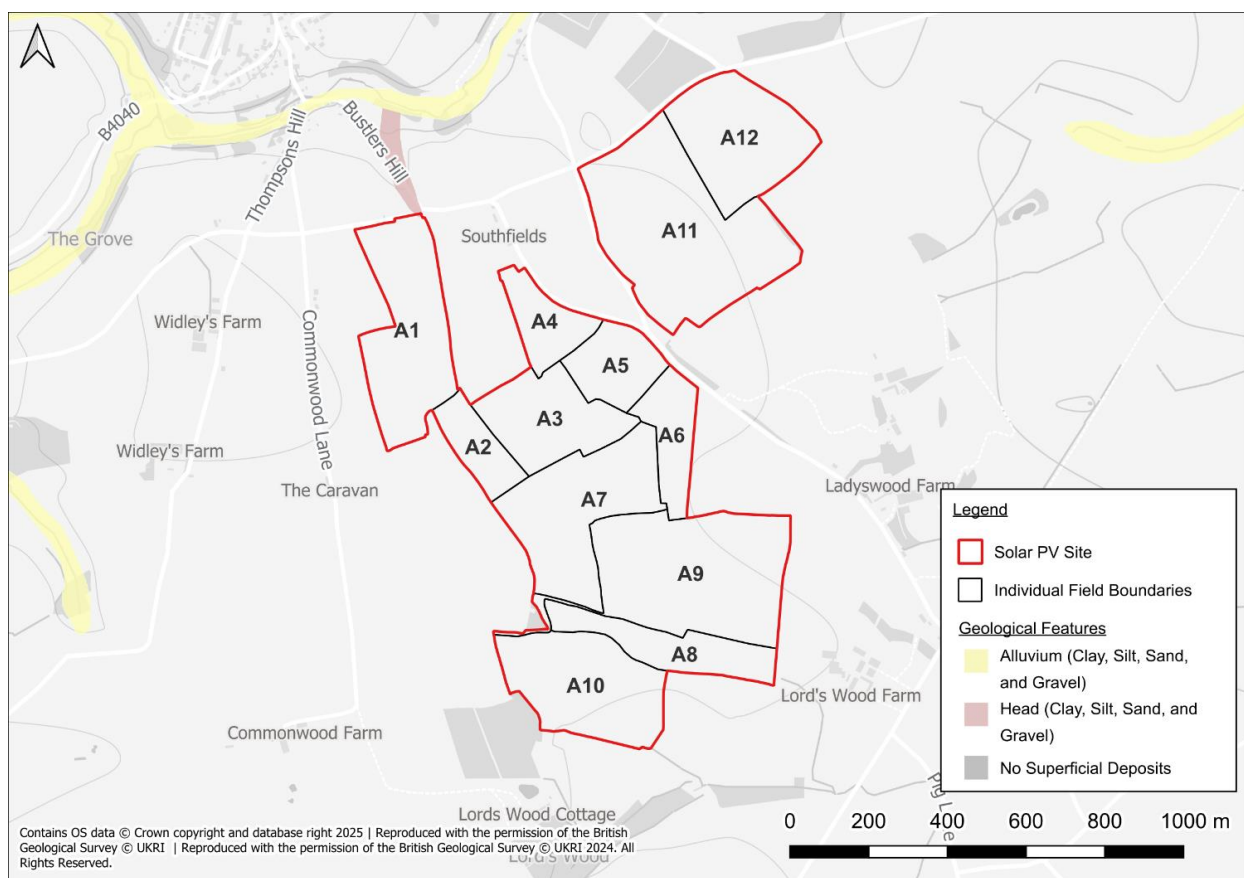 B4040
Thompsons Hill
Bustlers Hill
A12
The Grove
Southfields
A11
Widley's Farm
Commonwood Lane
A1
A4
A5
A3
A6
A2
Widley's Farm
The Caravan
Ladyswood Farm
A7
A9
A8
A10
Lord's Wood Farm
Commonwood Farm
Pig Lane
Lords Wood Cottage
Lord's Wood
Legend
Solar PV Site
Individual Field Boundaries
Geological Features
Alluvium (Clay, Silt, Sand,
and Gravel)
Head (Clay, Silt, Sand, and
Gravel)
No Superficial Deposits
0 200 400 600 800 1000 m
Contains OS data © Crown copyright and database right 2025 | Reproduced with the permission of the British
Geological Survey © UKRI | Reproduced with the permission of the British Geological Survey © UKRI 2024. All
Rights Reserved.